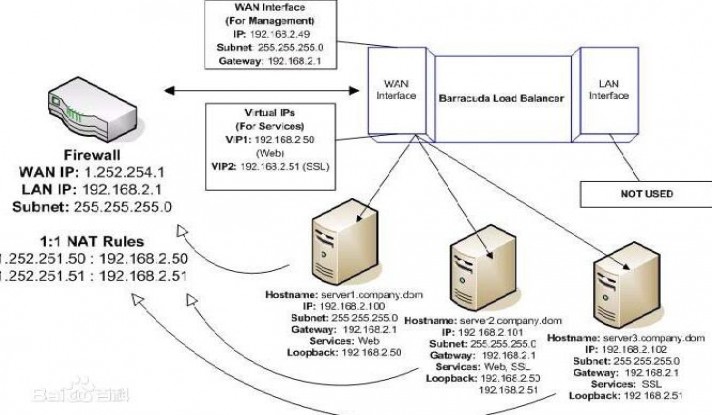 WAN Interface
(For Management)
IP: 192.168.2.49
Subnet: 255.255.255.0
Gateway: 192.168.2.1
WAN
Interface
Barracuda Load Balancer
LAN
Interface
Virtual IPs
(For Services)
VIP1: 192.168.2.50
(Web)
VIP2: 192.168.2.51 (SSL)
NOT USED
Firewall
WAN IP: 1.252.254.1
LAN IP: 192.168.2.1
Subnet: 255.255.255.0
1:1 NAT Rules
1.252.251.50 : 192.168.2.50
1.252.251.51 : 192.168.2.51
Hostname: server1.company.dom
IP: 192.168.2.100
Subnet: 255.255.255.0
Gateway: 192.168.2.1
Services: Web
Loopback: 192.168.2.50
Hostname: server2.company.dom
IP: 192.168.2.101
Subnet: 255.255.255.0
Gateway: 192.168.2.1
Services: Web, SSL
Loopback: 192.168.2.50
192.168.2.51
Hostname: server3.company.dom
IP: 192.168.2.102
Subnet: 255.255.255.0
Gateway: 192.168.2.1
Services: SSL
Loopback: 192.168.2.51
Baidu百科